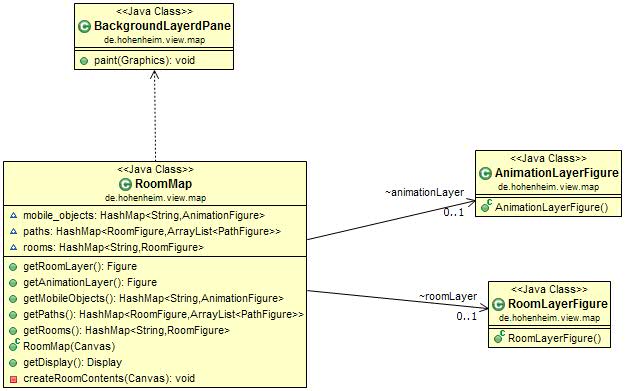 <<Java Class>>
BackgroundLayerdPane
de.hohenheim.view.map
paint(Graphics): void
<<Java Class>>
RoomMap
de.hohenheim.view.map
mobile_objects: HashMap<String,AnimationFigure>
paths: HashMap<RoomFigure,ArrayList<PathFigure>>
rooms: HashMap<String,RoomFigure>
getRoomLayer(): Figure
getAnimationLayer(): Figure
getMobileObjects(): HashMap<String,AnimationFigure>
getPaths(): HashMap<RoomFigure,ArrayList<PathFigure>>
getRooms(): HashMap<String,RoomFigure>
RoomMap(Canvas)
getDisplay(): Display
createRoomContents(Canvas): void
~animationLayer
0..1
<<Java Class>>
AnimationLayerFigure
de.hohenheim.view.map
AnimationLayerFigure()
~roomLayer
0..1
<<Java Class>>
RoomLayerFigure
de.hohenheim.view.map
RoomLayerFigure()